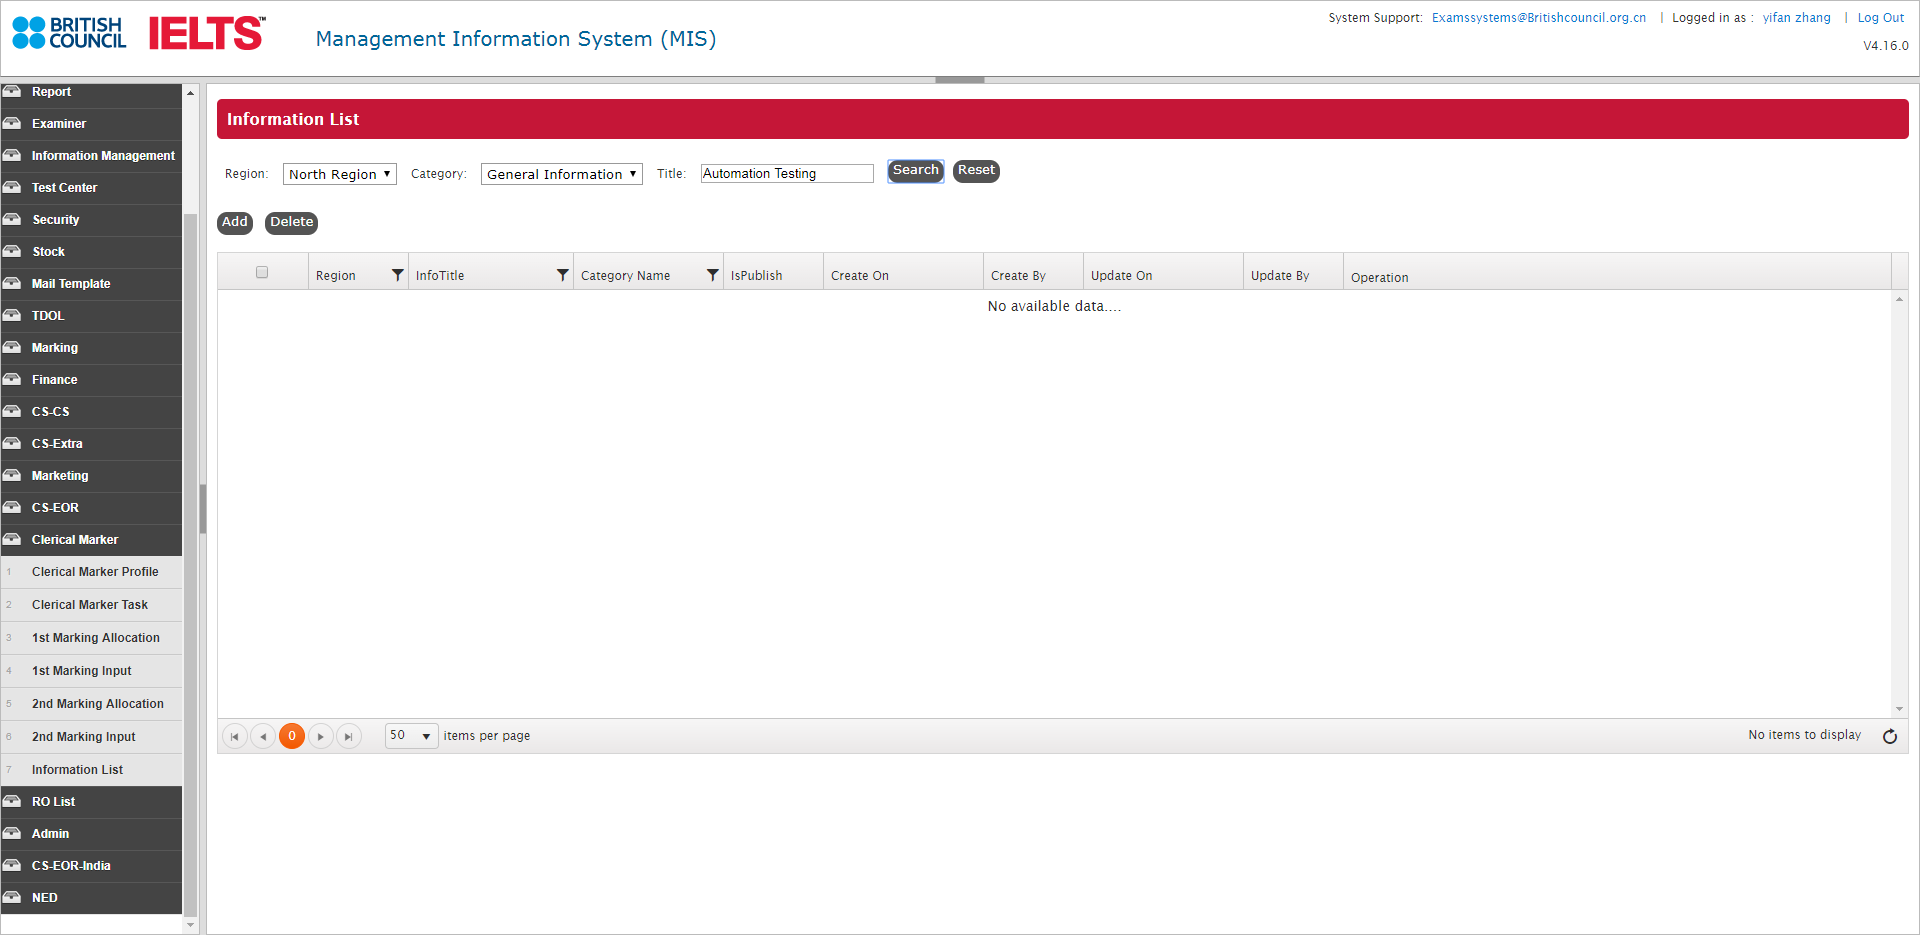 BRITISH
COUNCIL
IELTS™
Management Information System (MIS)
System Support: Examssystems@Britishcouncil.org.cn | Logged in as : yifan zhang | Log Out
V4.16.0
Report
Examiner
Information Management
Test Center
Security
Stock
Mail Template
TDOL
Marking
Finance
CS-CS
CS-Extra
Marketing
CS-EOR
Clerical Marker
1 Clerical Marker Profile
2 Clerical Marker Task
3 1st Marking Allocation
4 1st Marking Input
5 2nd Marking Allocation
6 2nd Marking Input
7 Information List
RO List
Admin
CS-EOR-India
NED
Information List
Region: North Region Category: General Information Title: Automation Testing Search Reset
Add Delete
Region InfoTitle Category Name IsPublish Create On Create By Update On Update By Operation
No available data....
0 50 items per page No items to display